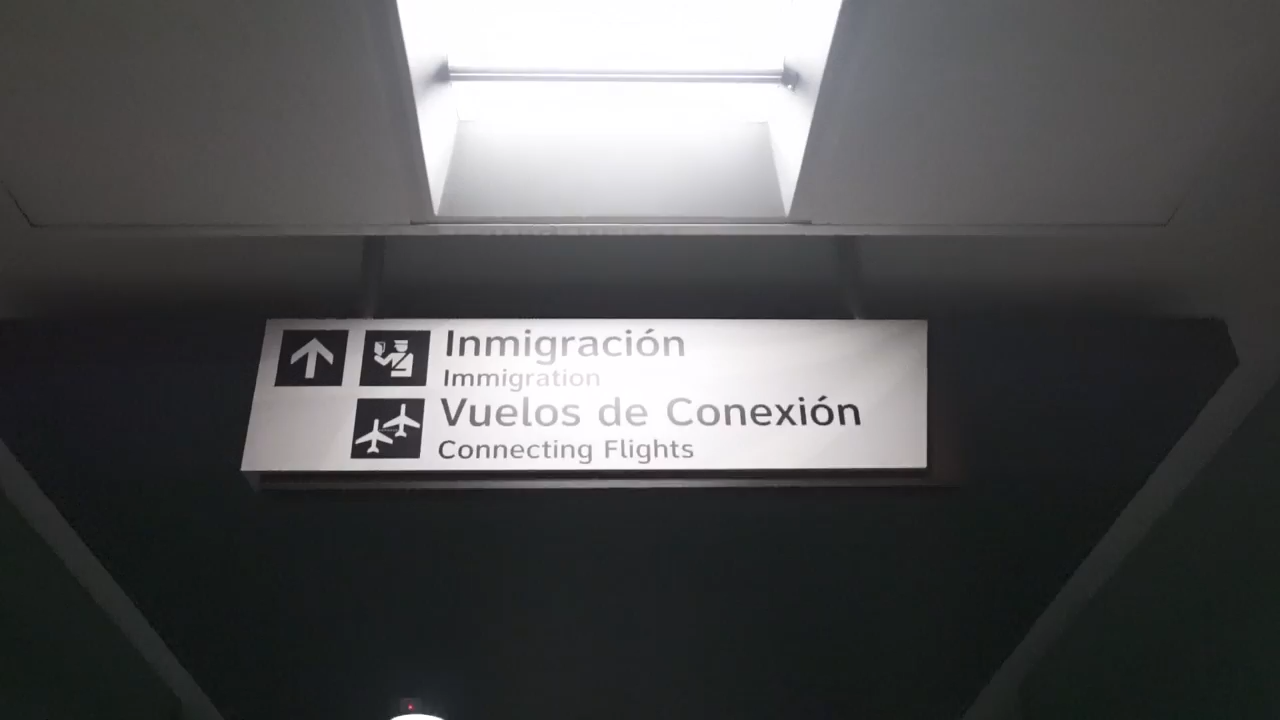 Inmigración
Immigration
Vuelos de Conexión
Connecting Flights